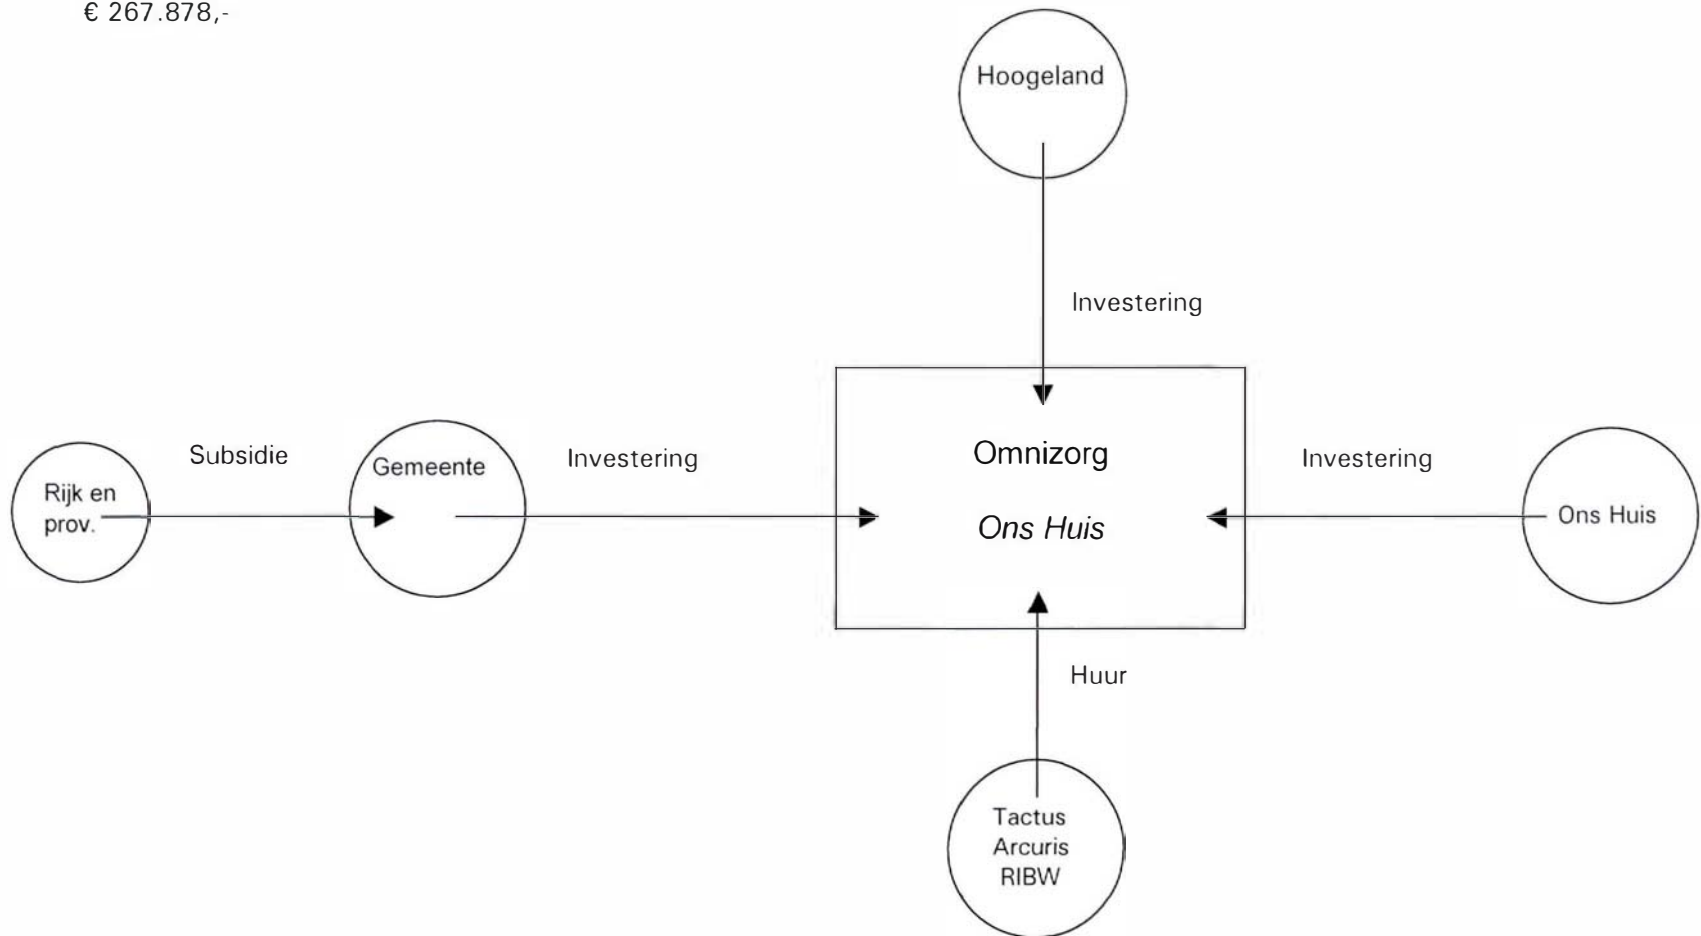 € 267.878,-
Hoogeland
Investering
Subsidie
Gemeente
Investering
Omnizorg
Investering
Rijk en
prov.
Ons Huis
Ons Huis
Huur
Tactus
Arcuris
RIBW